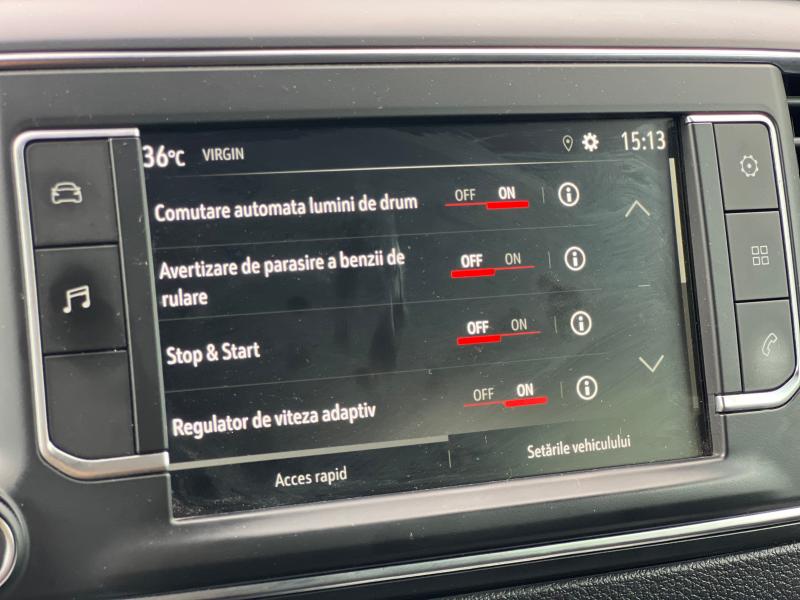 36°C VIRGIN 15:13
Comutare automata lumini de drum OFF ON
Avertizare de parasire a benzii de
rulare OFF ON
Stop & Start OFF ON
Regulator de viteza adaptiv OFF ON
Acces rapid Setările vehiculului